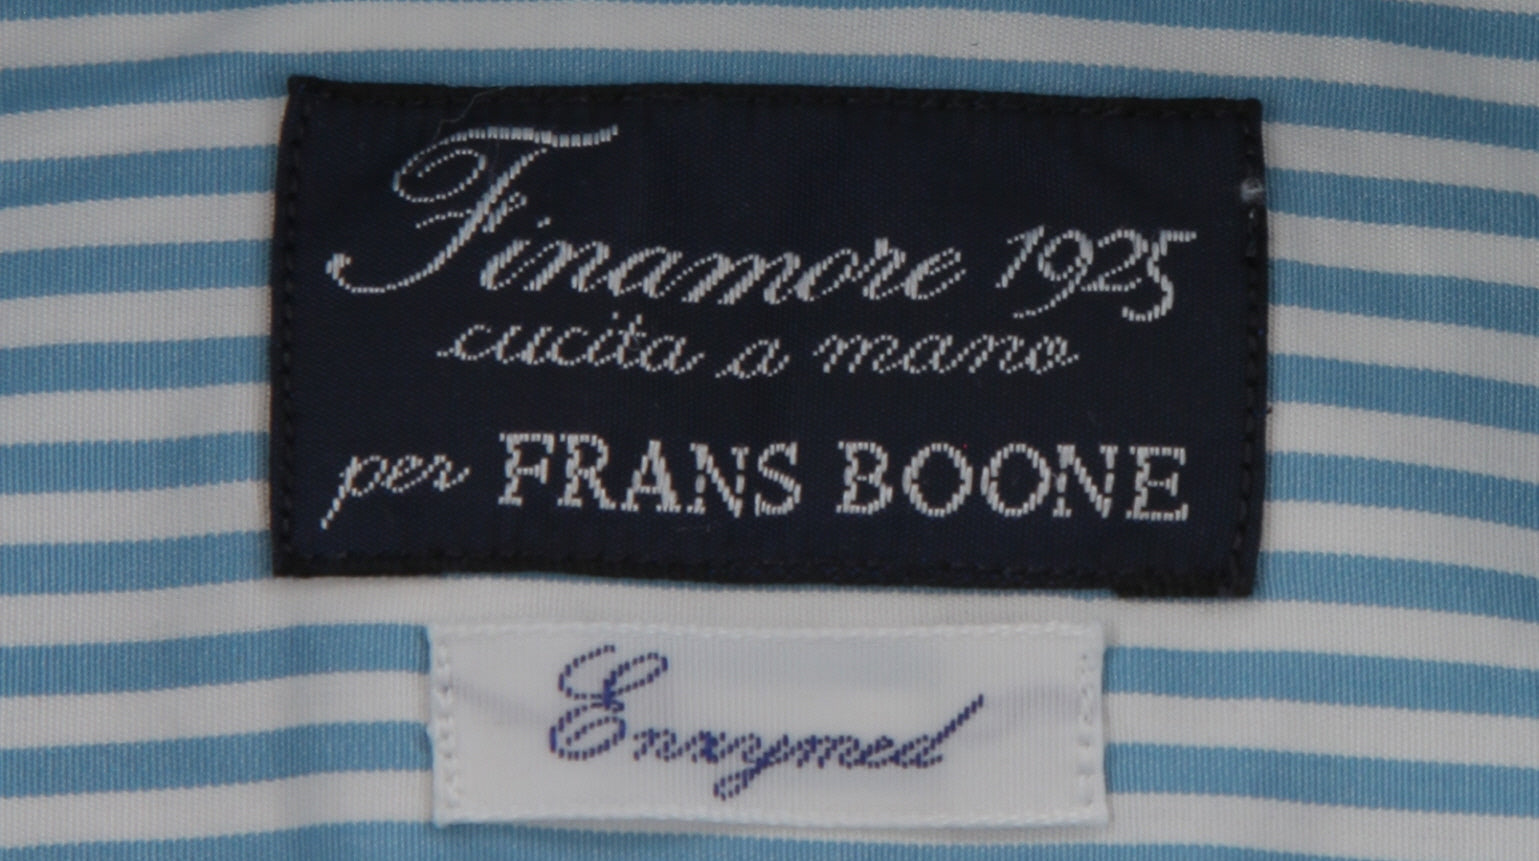 Finamore 1925
cucita a mano
per FRANS BOONE
Enzymed